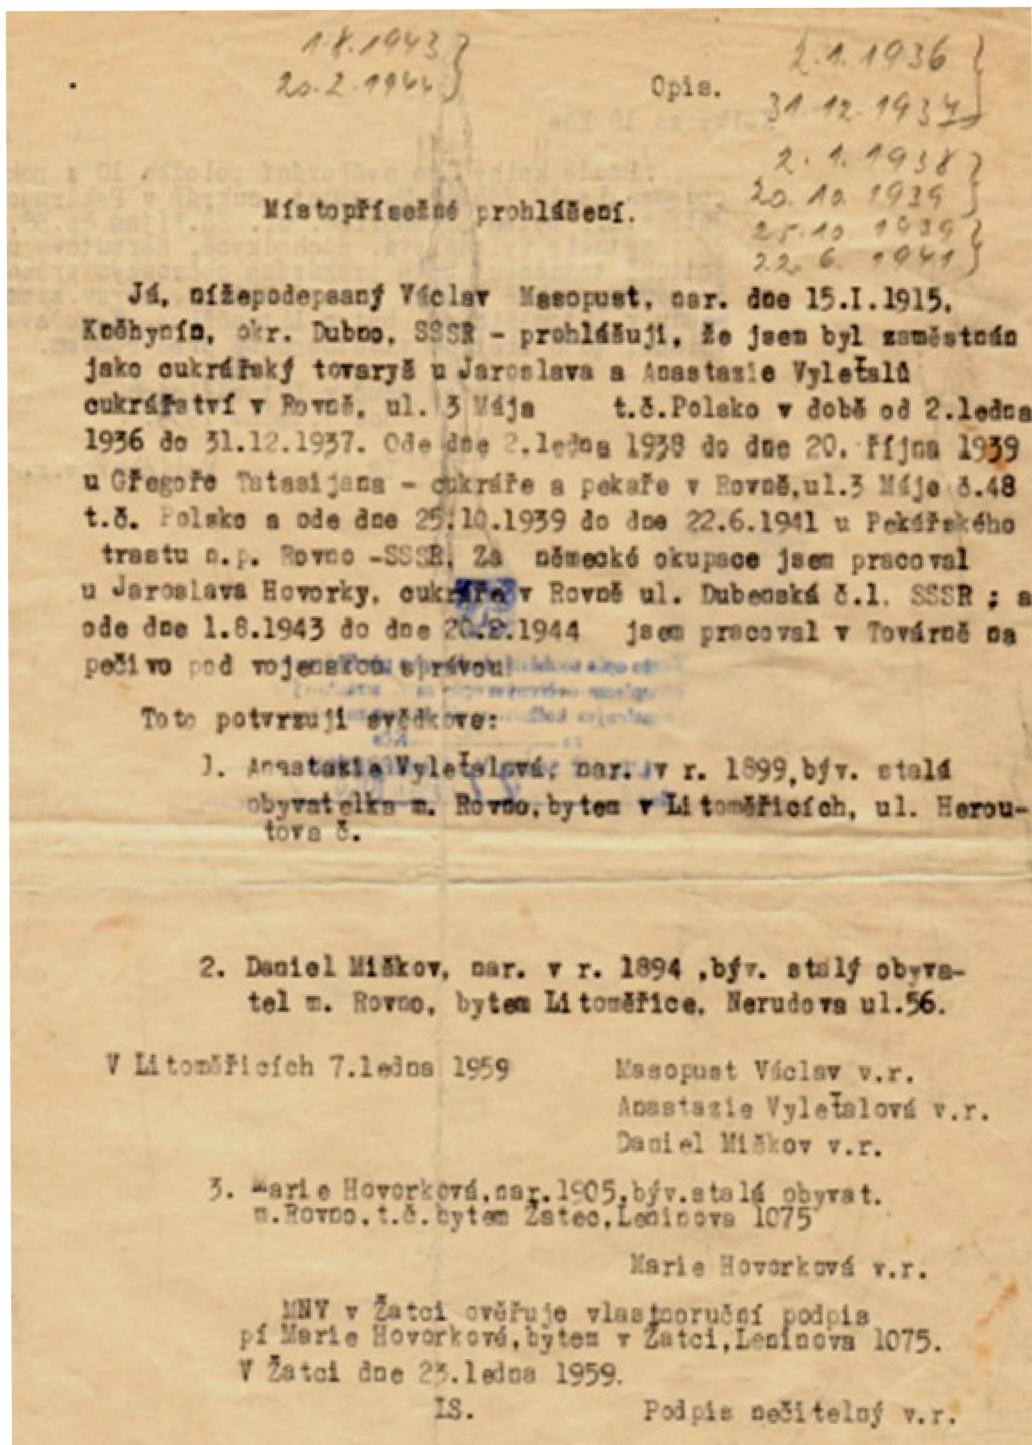 1.8.1943
20.2.1944
2.1.1936
Opis.
31.12.1937
2.1.1938
20.10.1939
Místopřísežné prohlášení.
25.10 1939
22.6.1941
Já, nížepodepsaný Václav Masopust, nar. dne 15.I.1915,
Kněhynín, okr. Dubno, SSSR - prohlášuji, že jsem byl zaměstnán
jako cukrářský tovaryš u Jaroslava a Anastazie Vyleťalů
cukrářství v Rovně, ul. 3 Mája t.č.Polsko v době od 2.ledna
1936 do 31.12.1937. Ode dne 2.ledna 1938 do dne 20. října 1939
u Gřegoře Tatasijana - cukráře a pekaře v Rovně,ul.3 Máje č.48
t.č. Polsko a ode dne 25.10.1939 do dne 22.6.1941 u Pekářského
trastu n.p. Rovno -SSSR. Za německé okupace jsem pracoval
u Jaroslava Hovorky, cukráře v Rovně ul. Dubenská č.1. SSSR ; a
ode dne 1.8.1943 do dne 20.2.1944 jsem pracoval v Továrně na
pečivo pod vojenskou správou
Toto potvrzují svědkove:
1. Anastazie Vyleťalová, nar. v r. 1899,býv. stalá
obyvatelka m. Rovno,bytem v Litoměřicích, ul. Herou-
tova č.
2. Daniel Miškov, nar. v r. 1894 ,býv. stalý obyva-
tel m. Rovno, bytem Litoměřice, Nerudova ul.56.
V Litoměřicích 7.ledna 1959 Masopust Václav v.r.
Anastazie Vyleťalová v.r.
Daniel Miškov v.r.
3. Marie Hovorková,nar.1905,býv.stalá obyvat.
m.Rovno,t.č.bytem Žatec,Leninova 1075
Marie Hovorková v.r.
MNV v Žatci ověřuje vlastnoruční podpis
pí Marie Hovorkové,bytem v Žatci,Leninova 1075.
V Žatci dne 23.ledna 1959.
LS. Podpis nečitelný v.r.